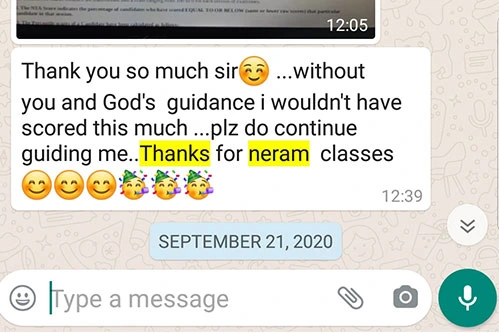 12:05
Thank you so much sir😊 ...without
you and God's guidance i wouldn't have
scored this much ...plz do continue
guiding me..Thanks for neram classes
😊😊😊🥳🥳🥳
12:39
SEPTEMBER 21, 2020
Type a message